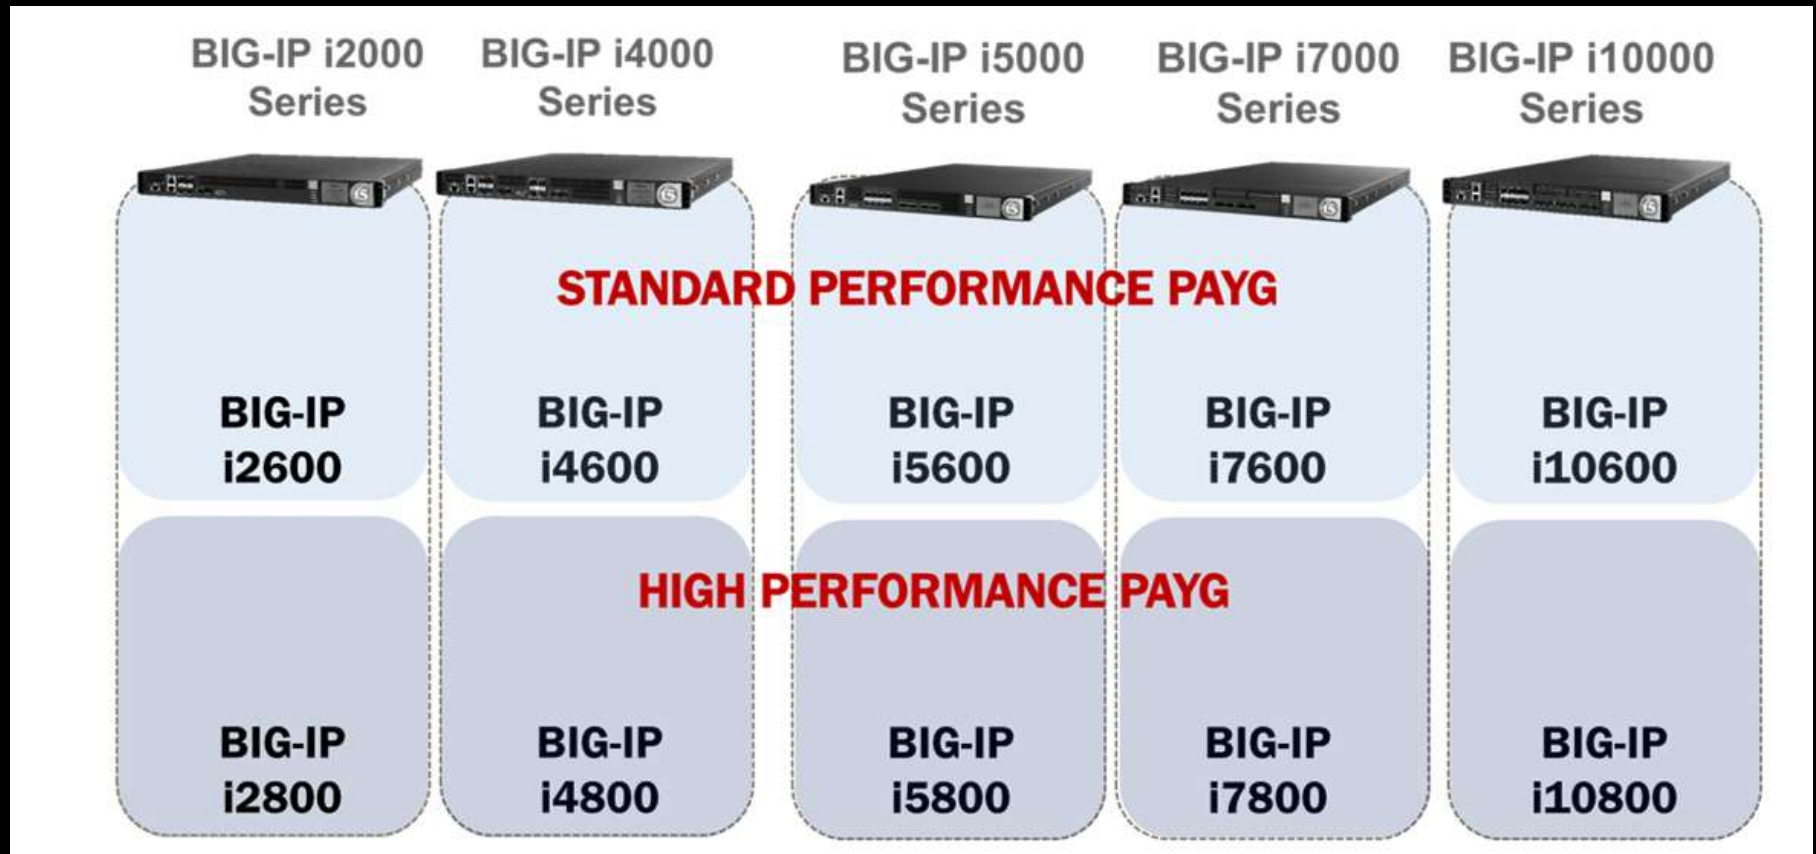 BIG-IP i2000
Series
BIG-IP i4000
Series
BIG-IP i5000
Series
BIG-IP i7000
Series
BIG-IP i10000
Series
STANDARD PERFORMANCE PAYG
BIG-IP
i2600
BIG-IP
i4600
BIG-IP
i5600
BIG-IP
i7600
BIG-IP
i10600
HIGH PERFORMANCE PAYG
BIG-IP
i2800
BIG-IP
i4800
BIG-IP
i5800
BIG-IP
i7800
BIG-IP
i10800